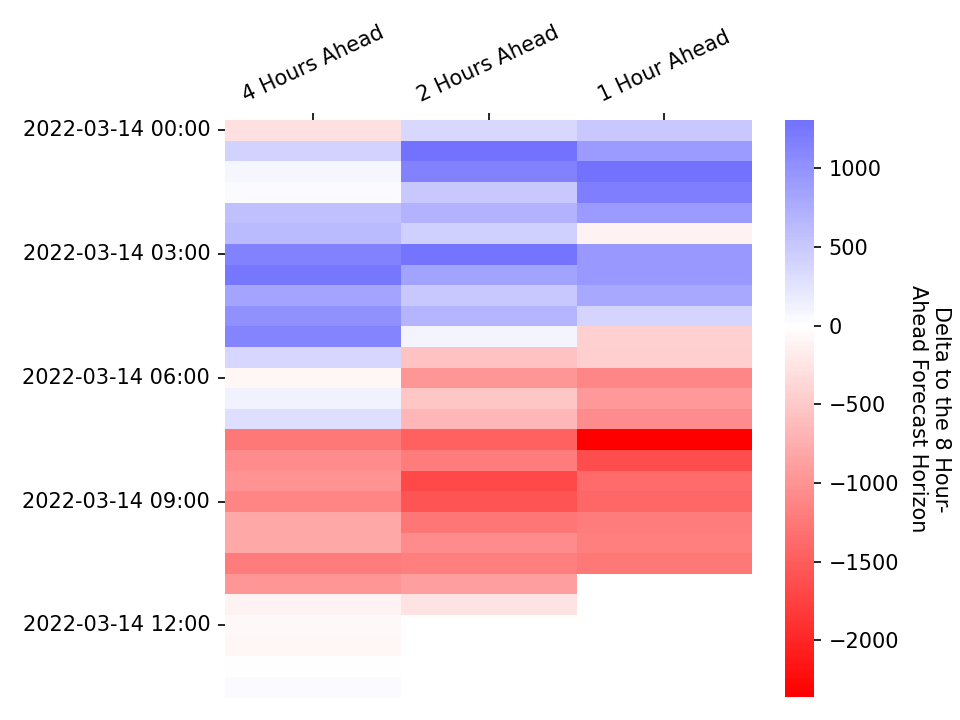 4 Hours Ahead
2 Hours Ahead
1 Hour Ahead
2022-03-14 00:00
2022-03-14 03:00
2022-03-14 06:00
2022-03-14 09:00
2022-03-14 12:00
1000
500
0
−500
−1000
−1500
−2000
Delta to the 8 Hour-
Ahead Forecast Horizon